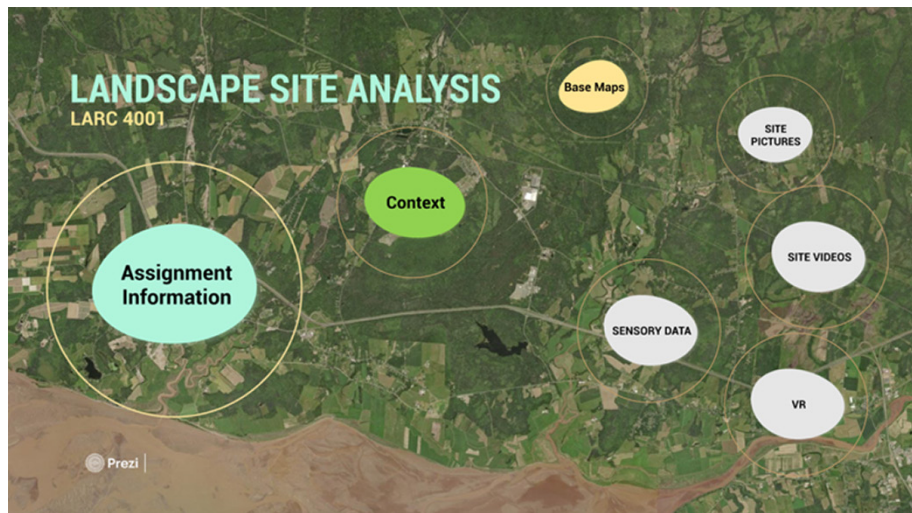 LANDSCAPE SITE ANALYSIS
LARC 4001
Base Maps
SITE
PICTURES
Context
SITE VIDEOS
Assignment
Information
SENSORY DATA
VR
Prezi